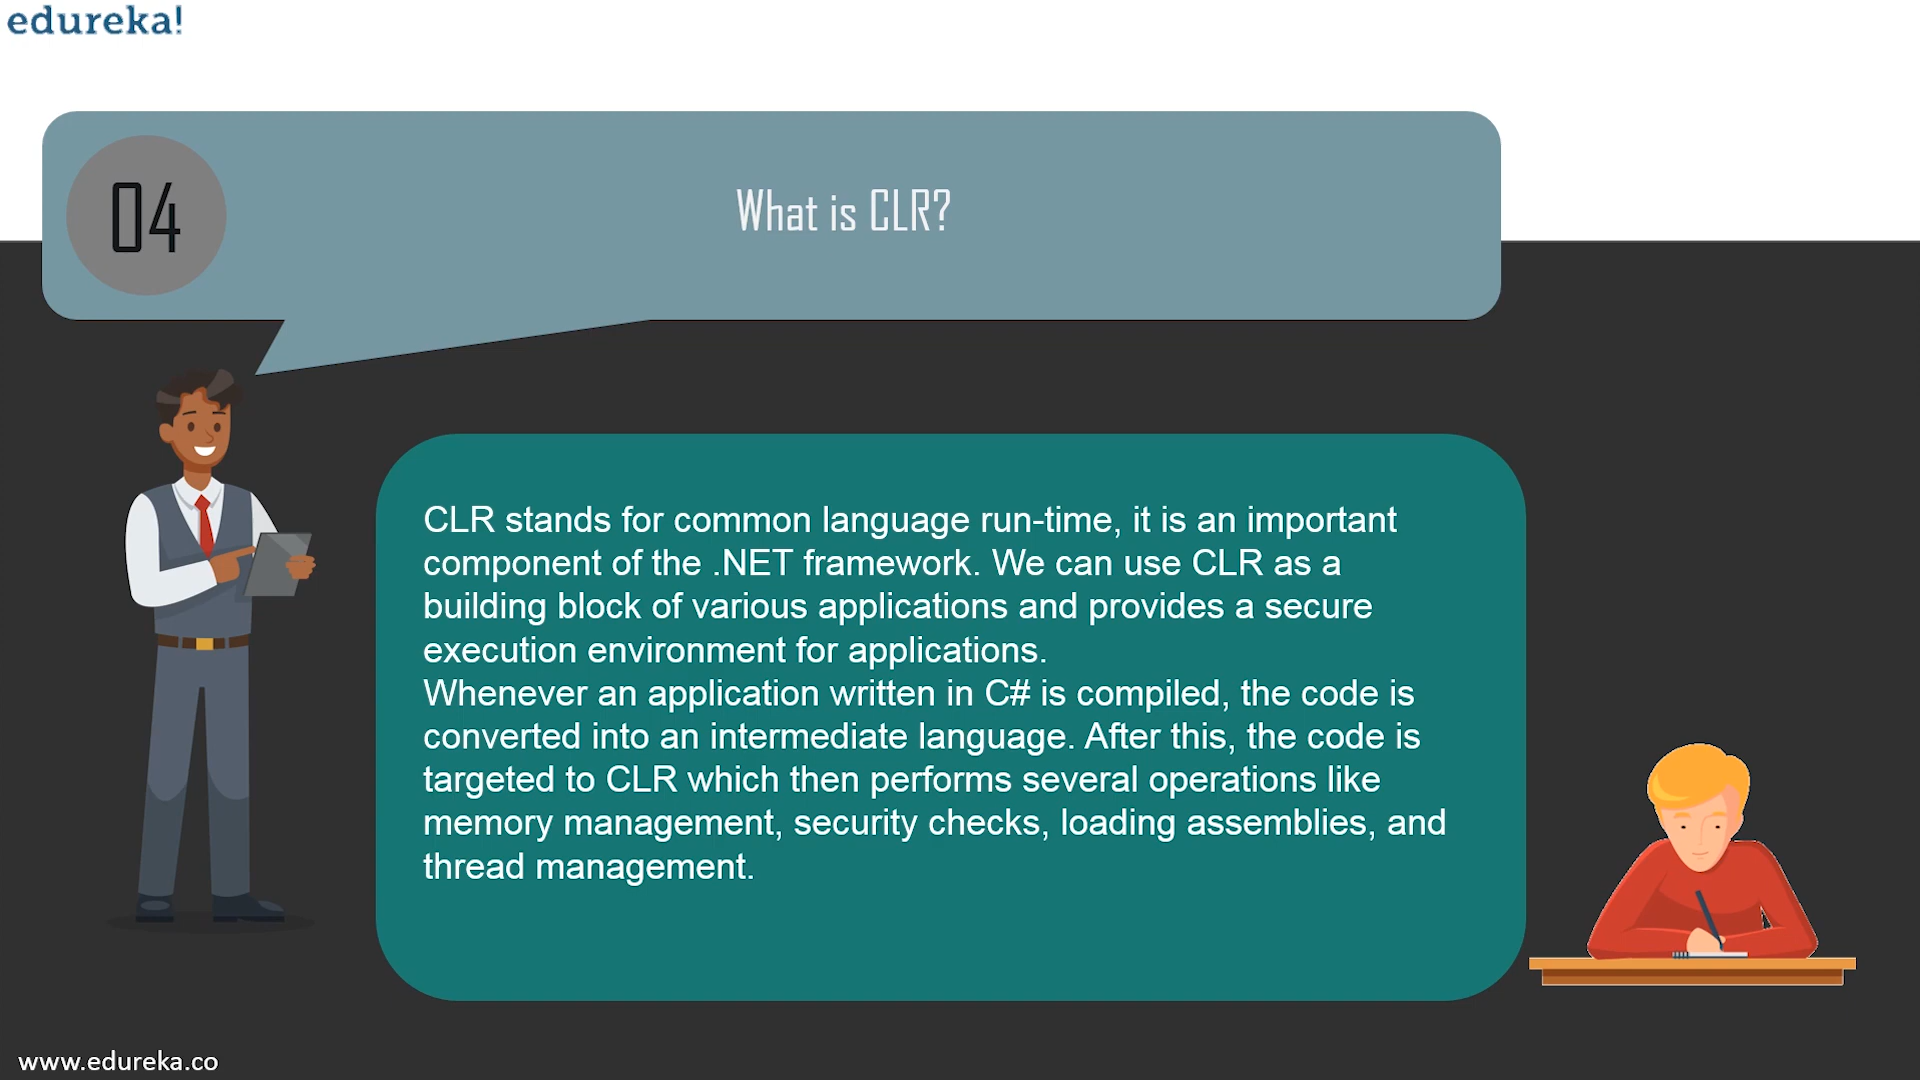 edureka!
04
What is CLR?
CLR stands for common language run-time, it is an important
component of the .NET framework. We can use CLR as a
building block of various applications and provides a secure
execution environment for applications.
Whenever an application written in C# is compiled, the code is
converted into an intermediate language. After this, the code is
targeted to CLR which then performs several operations like
memory management, security checks, loading assemblies, and
thread management.
www.edureka.co